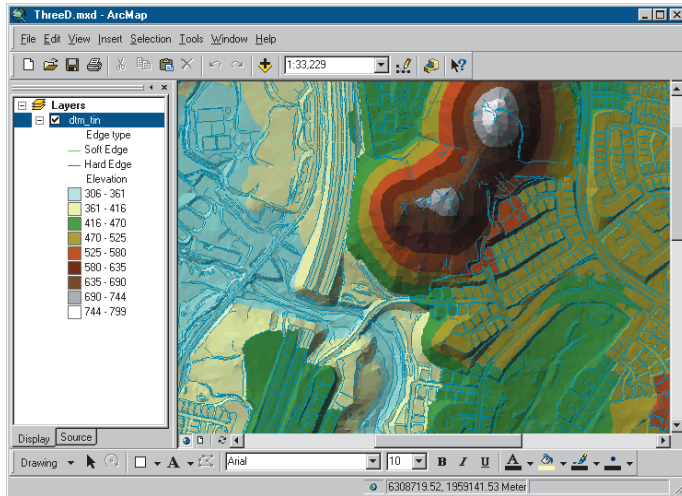 ThreeD.mxd - ArcMap
File Edit View Insert Selection Tools Window Help
1:33,229
Layers
dtm_tin
Edge type
Soft Edge
Hard Edge
Elevation
306 - 361
361 - 416
416 - 470
470 - 525
525 - 580
580 - 635
635 - 690
690 - 744
744 - 799
Display Source
Drawing A Arial 10 B I U A
6308719.52, 1959141.53 Meter